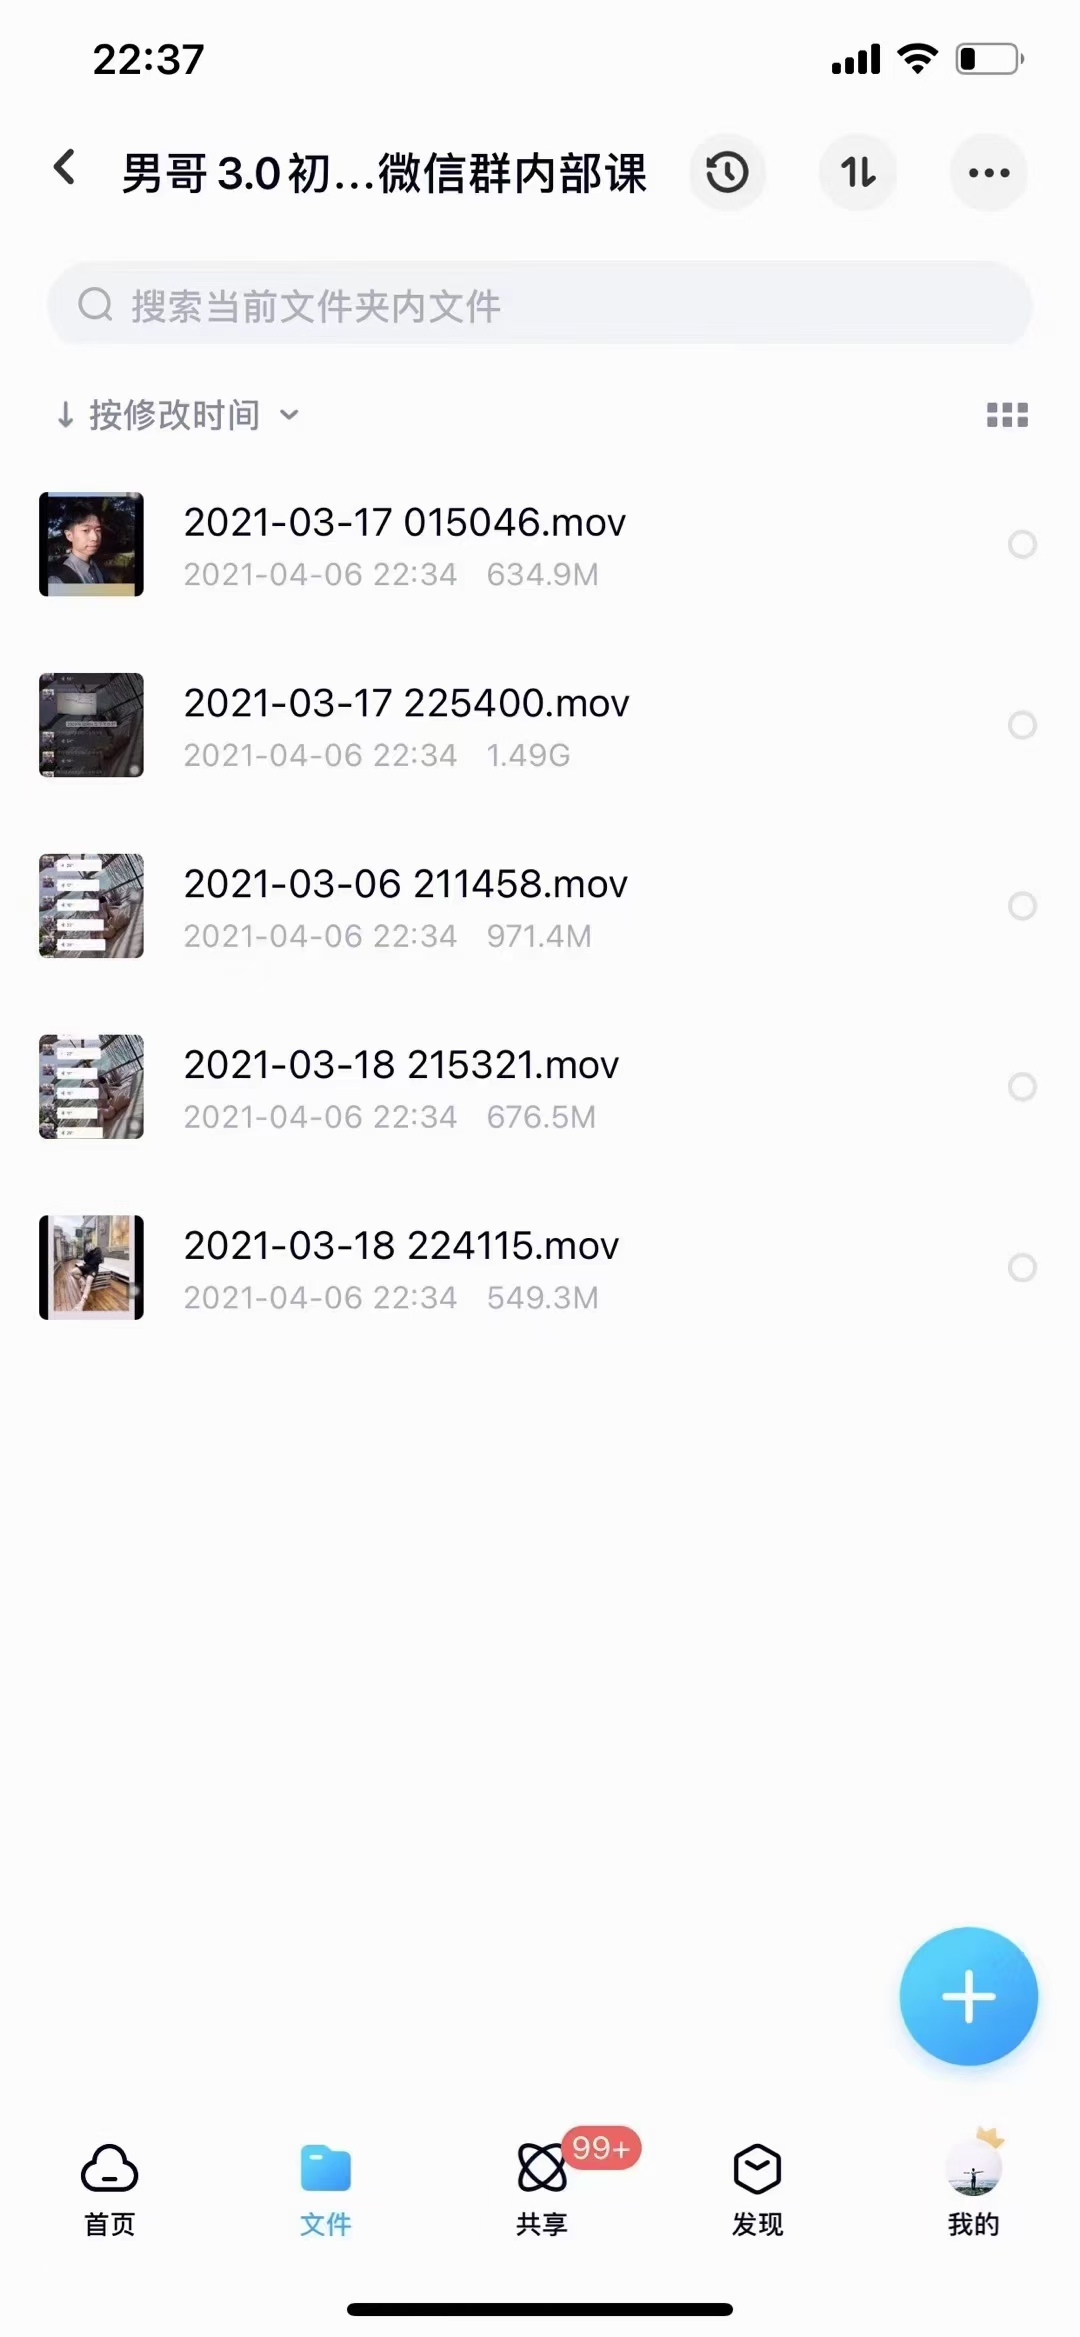 22:37
男哥3.0初...微信群内部课
搜索当前文件夹内文件
按修改时间
2021-03-17 015046.mov
2021-04-06 22:34 634.9M
2021-03-17 225400.mov
2021-04-06 22:34 1.49G
2021-03-06 211458.mov
2021-04-06 22:34 971.4M
2021-03-18 215321.mov
2021-04-06 22:34 676.5M
2021-03-18 224115.mov
2021-04-06 22:34 549.3M
99+
首页 文件 共享 发现 我的